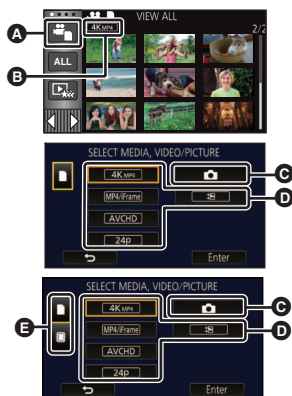 VIEW ALL
A
4K MP4
2/2
B
ALL
SELECT MEDIA, VIDEO/PICTURE
4K MP4
C
MP4/iFrame
D
AVCHD
24p
Enter
SELECT MEDIA, VIDEO/PICTURE
4K MP4
C
E
MP4/iFrame
D
AVCHD
24p
Enter